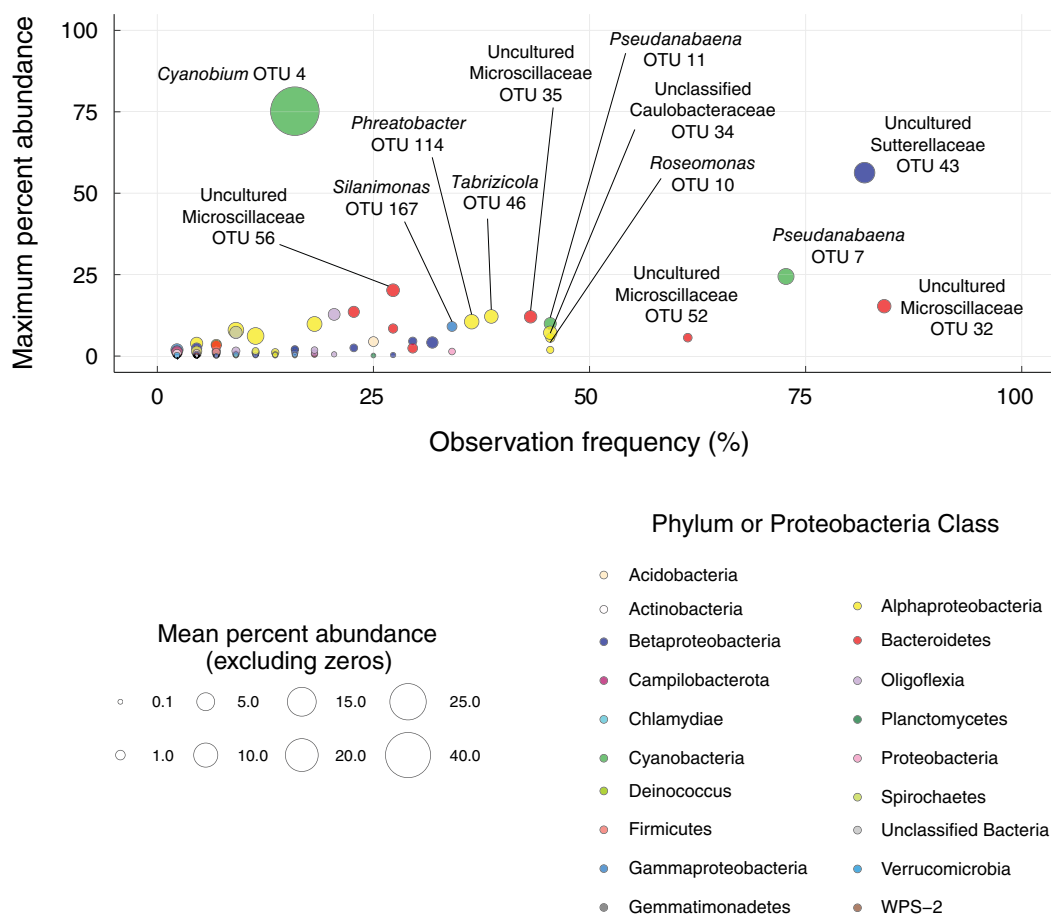 Maximum percent abundance
100
75
50
25
0
Cyanobium OTU 4
Uncultured
Microscillaceae
OTU 56
Silanimonas
OTU 167
Phreatobacter
OTU 114
Tabrizicola
OTU 46
Uncultured
Microscillaceae
OTU 35
Pseudanabaena
OTU 11
Unclassified
Caulobacteraceae
OTU 34
Roseomonas
OTU 10
Uncultured
Microscillaceae
OTU 52
Uncultured
Sutterellaceae
OTU 43
Pseudanabaena
OTU 7
Uncultured
Microscillaceae
OTU 32
0
25
50
75
100
Observation frequency (%)
Mean percent abundance
(excluding zeros)
0.1
5.0
15.0
25.0
1.0
10.0
20.0
40.0
Phylum or Proteobacteria Class
Acidobacteria
Actinobacteria
Betaproteobacteria
Campilobacterota
Chlamydiae
Cyanobacteria
Deinococcus
Firmicutes
Gammaproteobacteria
Gemmatimonadetes
Alphaproteobacteria
Bacteroidetes
Oligoflexia
Planctomycetes
Proteobacteria
Spirochaetes
Unclassified Bacteria
Verrucomicrobia
WPS−2